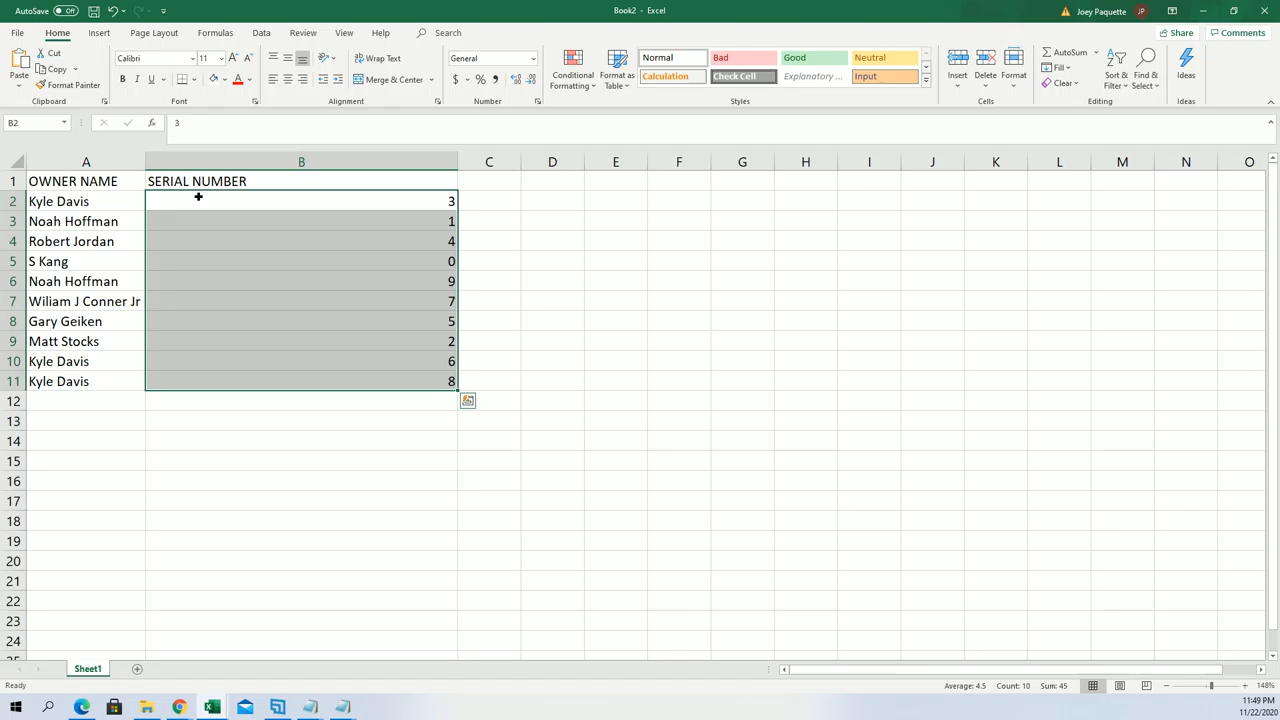 AutoSave Off Book2 - Excel Joey Paquette JP
File Home Insert Page Layout Formulas Data Review View Help Search Share Comments
Paste Cut Copy Format Painter Clipboard
Calibri 11 B I U Font
Wrap Text Merge & Center Alignment
General $ % Number
Conditional Formatting Format as Table
Normal Bad Good Neutral
Calculation Check Cell Explanatory ... Input
Styles
Insert Delete Format Cells
AutoSum Fill Clear Sort & Filter Find & Select Editing
Ideas Ideas
B2 fx 3
A B C D E F G H I J K L M N O
1 OWNER NAME SERIAL NUMBER
2 Kyle Davis 3
3 Noah Hoffman 1
4 Robert Jordan 4
5 S Kang 0
6 Noah Hoffman 9
7 Wiliam J Conner Jr 7
8 Gary Geiken 5
9 Matt Stocks 2
10 Kyle Davis 6
11 Kyle Davis 8
12
13
14
15
16
17
18
19
20
21
22
23
24
Sheet1
Ready Average: 4.5 Count: 10 Sum: 45 148%
11:49 PM
11/22/2020